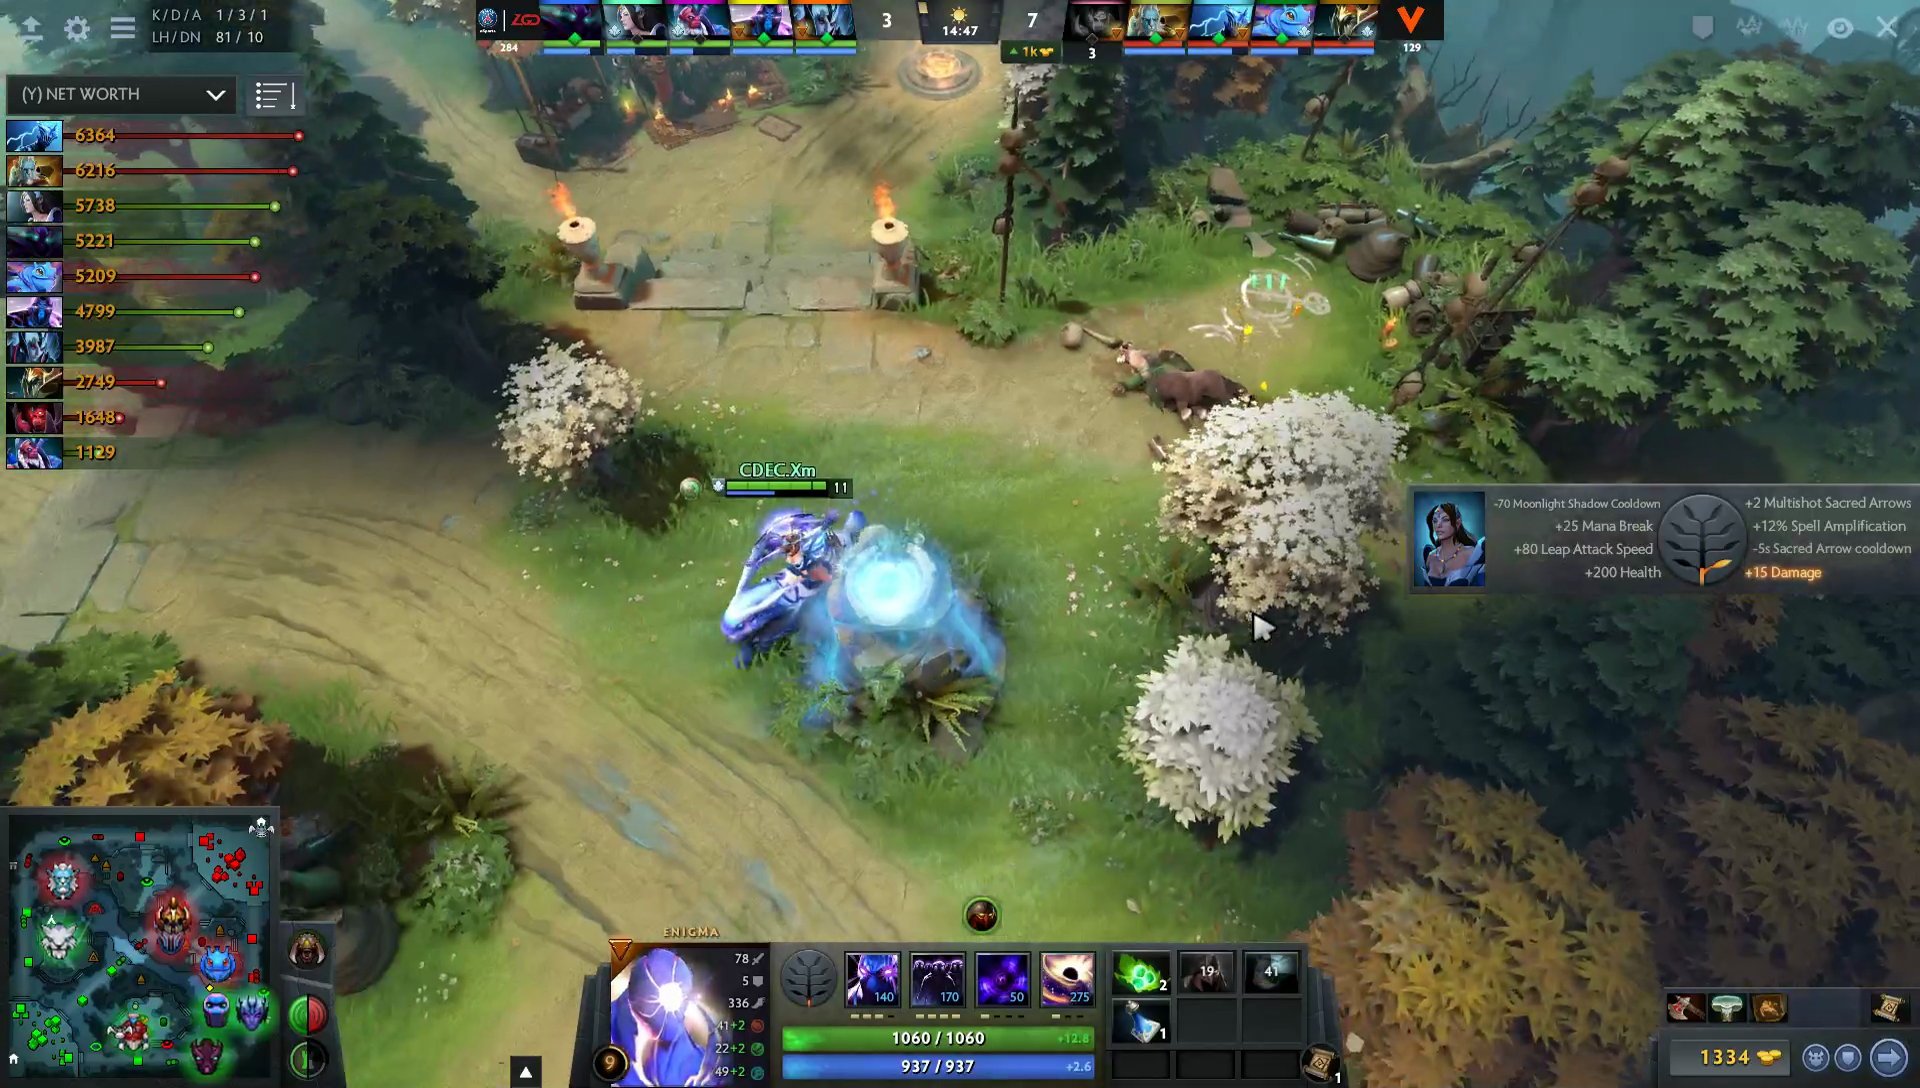 K/D/A 1/3/1
LH/DN 81/10
284
LGD
3
14:47
7
1k
3
129
(Y) NET WORTH
6364
6216
5738
5221
5209
4799
3987
2749
1648
1129
CDEC.Xm
11
-70 Moonlight Shadow Cooldown
+2 Multishot Sacred Arrows
+25 Mana Break
+12% Spell Amplification
+80 Leap Attack Speed
-5s Sacred Arrow cooldown
+200 Health
+15 Damage
ENIGMA
78
5
336
41+2
22+2
49+2
9
140
170
50
275
1060 / 1060
+12.8
937 / 937
+2.6
2
19
41
1
1
1334